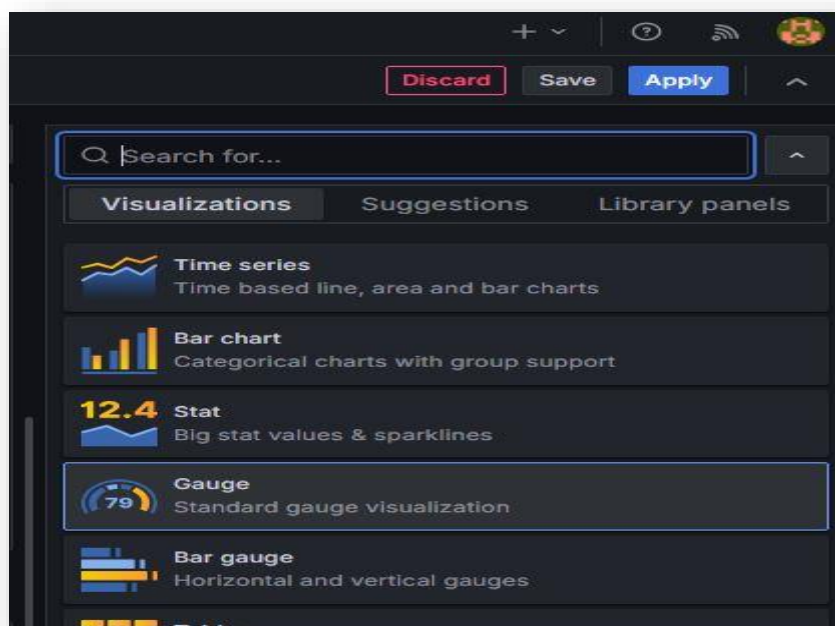 Discard Save Apply
Search for...
Visualizations Suggestions Library panels
Time series
Time based line, area and bar charts
Bar chart
Categorical charts with group support
12.4 Stat
Big stat values & sparklines
Gauge
79
Standard gauge visualization
Bar gauge
Horizontal and vertical gauges